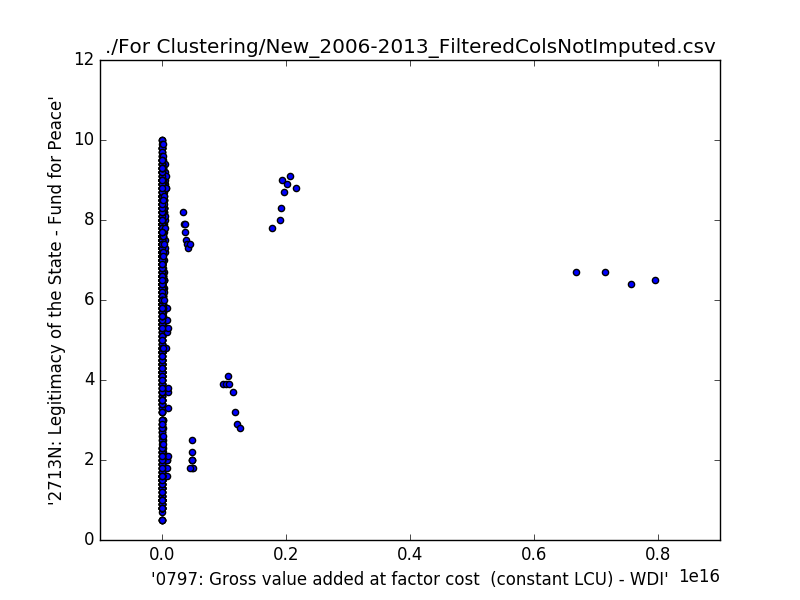 ./For Clustering/New_2006-2013_FilteredColsNotImputed.csv
12
10
8
6
4
2
0
'2713N: Legitimacy of the State - Fund for Peace'
0.0 0.2 0.4 0.6 0.8
1e16
'0797: Gross value added at factor cost  (constant LCU) - WDI'